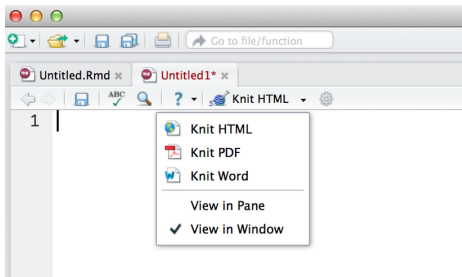 Go to file/function
Untitled.Rmd × Untitled1* ×
ABC ? Knit HTML
1
Knit HTML
Knit PDF
Knit Word
View in Pane
View in Window